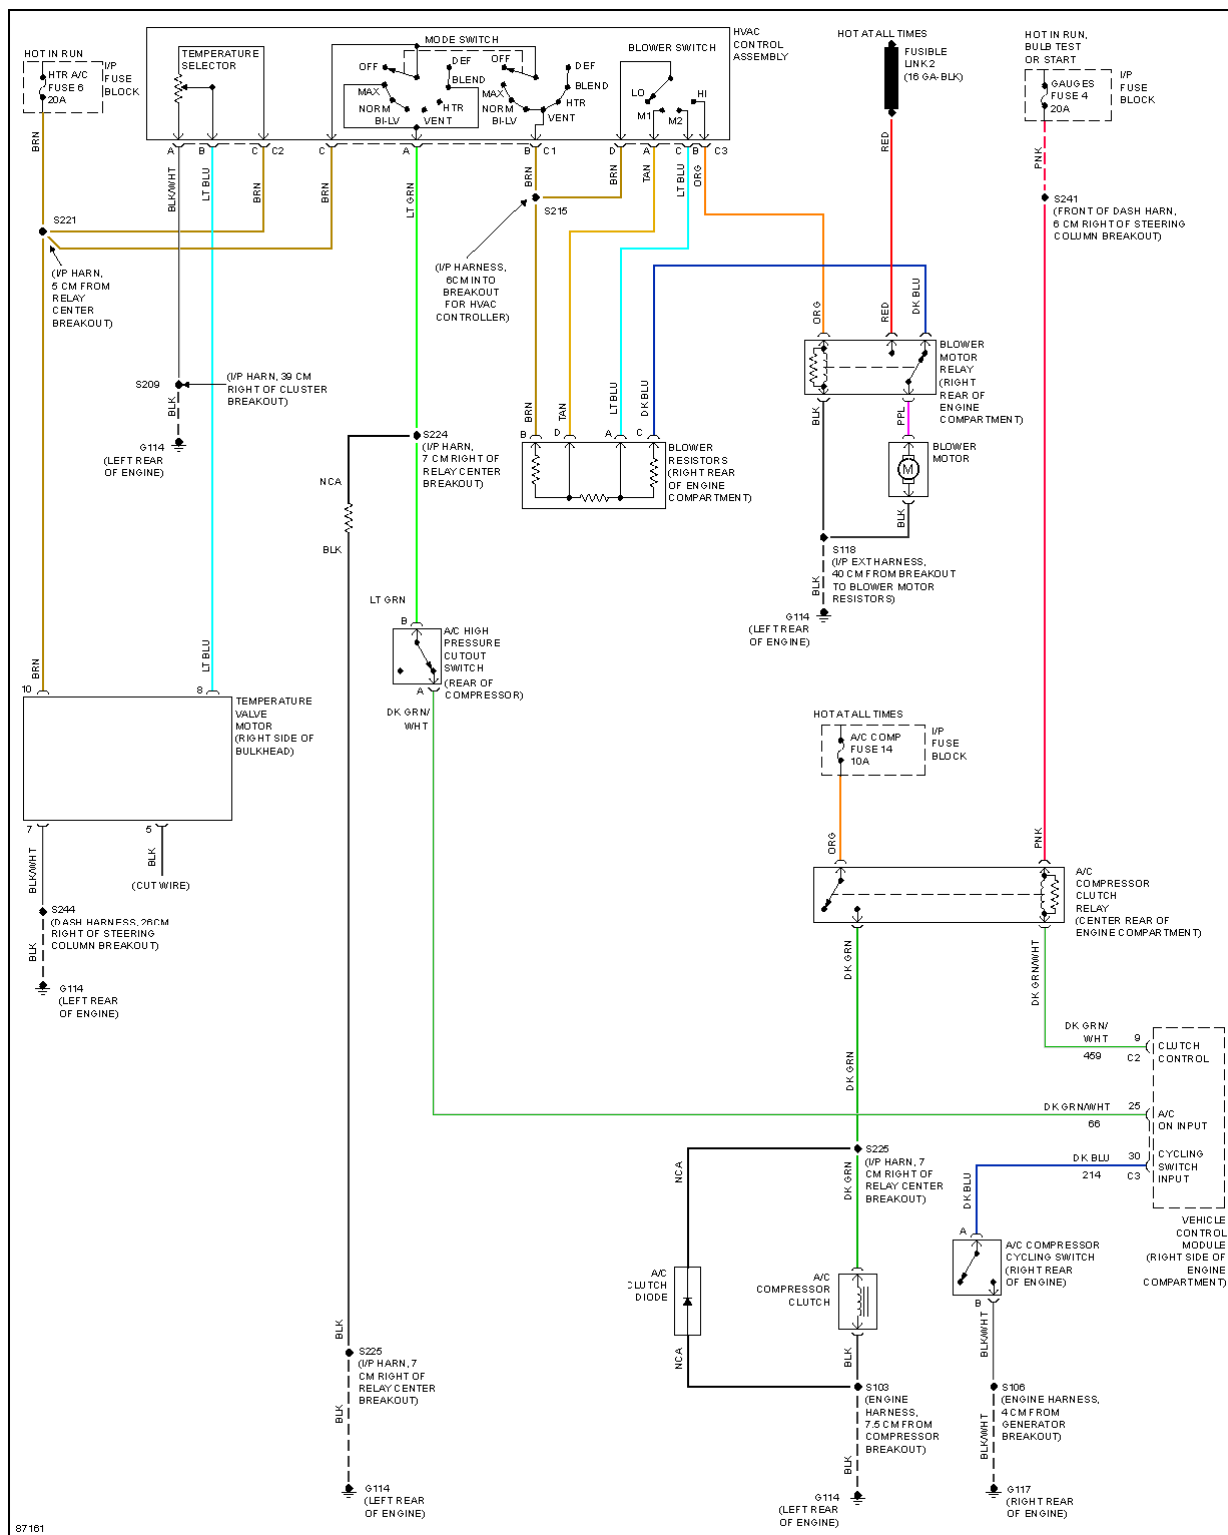 HOT IN RUN
HTR A/C
FUSE 6
20A
I/P
FUSE
BLOCK
TEMPERATURE
SELECTOR
MODE SWITCH
OFF
DEF
BLEND
MAX
NORM
BI-LV
HTR
VENT
OFF
DEF
BLEND
MAX
NORM
BI-LV
HTR
VENT
BLOWER SWITCH
LO
HI
M1
M2
HVAC
CONTROL
ASSEMBLY
HOT AT ALL TIMES
FUSIBLE
LINK 2
(16 GA-BLK)
HOT IN RUN,
BULB TEST
OR START
GAUGES
FUSE 4
20A
I/P
FUSE
BLOCK
A
B
C
C2
C
A
B
C1
D
A
C
B
C3
BRN
BLK/WHT
LT BLU
BRN
BRN
LT GRN
BRN
BRN
TAN
LT BLU
ORG
RED
PNK
S221
(I/P HARN,
5 CM FROM
RELAY
CENTER
BREAKOUT)
S215
(I/P HARNESS,
6CM INTO
BREAKOUT
FOR HVAC
CONTROLLER)
S241
(FRONT OF DASH HARN,
6 CM RIGHT OF STEERING
COLUMN BREAKOUT)
ORG
RED
DK BLU
BLOWER
MOTOR
RELAY
(RIGHT
REAR OF
ENGINE
COMPARTMENT)
S209
(I/P HARN, 39 CM
RIGHT OF CLUSTER
BREAKOUT)
BLK
G114
(LEFT REAR
OF ENGINE)
BRN
TAN
LT BLU
DK BLU
B
D
A
C
BLOWER
RESISTORS
(RIGHT REAR
OF ENGINE
COMPARTMENT)
BLK
PPL
BLOWER
MOTOR
M
BLK
S224
(I/P HARN,
7 CM RIGHT OF
RELAY CENTER
BREAKOUT)
NCA
BLK
S118
(I/P EXT HARNESS,
40 CM FROM BREAKOUT
TO BLOWER MOTOR
RESISTORS)
BLK
G114
(LEFT REAR
OF ENGINE)
LT GRN
B
A/C HIGH
PRESSURE
CUTOUT
SWITCH
(REAR OF
COMPRESSOR)
A
DK GRN/
WHT
BRN
LT BLU
10
8
TEMPERATURE
VALVE
MOTOR
(RIGHT SIDE OF
BULKHEAD)
7
5
BLK/WHT
BLK
(CUT WIRE)
S244
(DASH HARNESS, 26CM
RIGHT OF STEERING
COLUMN BREAKOUT)
BLK
G114
(LEFT REAR
OF ENGINE)
HOT AT ALL TIMES
A/C COMP
FUSE 14
10A
I/P
FUSE
BLOCK
ORG
PNK
A/C
COMPRESSOR
CLUTCH
RELAY
(CENTER REAR OF
ENGINE COMPARTMENT)
DK GRN
DK GRN/WHT
DK GRN/
WHT
459
9
C2
CLUTCH
CONTROL
DK GRN
DK GRN/WHT
66
25
A/C
ON INPUT
DK BLU
214
30
C3
CYCLING
SWITCH
INPUT
VEHICLE
CONTROL
MODULE
(RIGHT SIDE OF
ENGINE
COMPARTMENT)
S225
(I/P HARN, 7
CM RIGHT OF
RELAY CENTER
BREAKOUT)
NCA
DK GRN
DK BLU
A
A/C COMPRESSOR
CYCLING SWITCH
(RIGHT REAR
OF ENGINE)
B
A/C
CLUTCH
DIODE
A/C
COMPRESSOR
CLUTCH
NCA
BLK
BLK/WHT
BLK
S225
(I/P HARN, 7
CM RIGHT OF
RELAY CENTER
BREAKOUT)
BLK
G114
(LEFT REAR
OF ENGINE)
S103
(ENGINE
HARNESS,
7.5 CM FROM
COMPRESSOR
BREAKOUT)
BLK
G114
(LEFT REAR
OF ENGINE)
S106
(ENGINE HARNESS,
4 CM FROM
GENERATOR
BREAKOUT)
BLK/WHT
G117
(RIGHT REAR
OF ENGINE)
87161